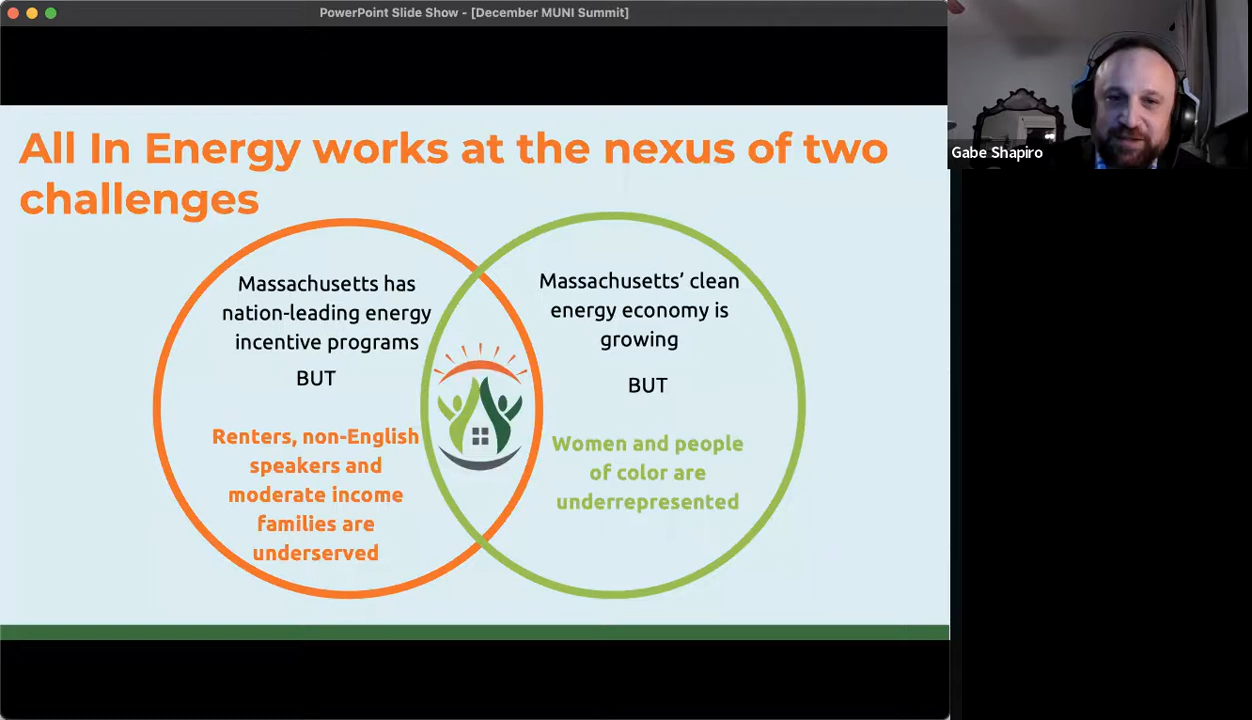 PowerPoint Slide Show - [December MUNI Summit]
All In Energy works at the nexus of two
challenges
Massachusetts has
nation-leading energy
incentive programs
BUT
Renters, non-English
speakers and
moderate income
families are
underserved
Massachusetts’ clean
energy economy is
growing
BUT
Women and people
of color are
underrepresented
Gabe Shapiro